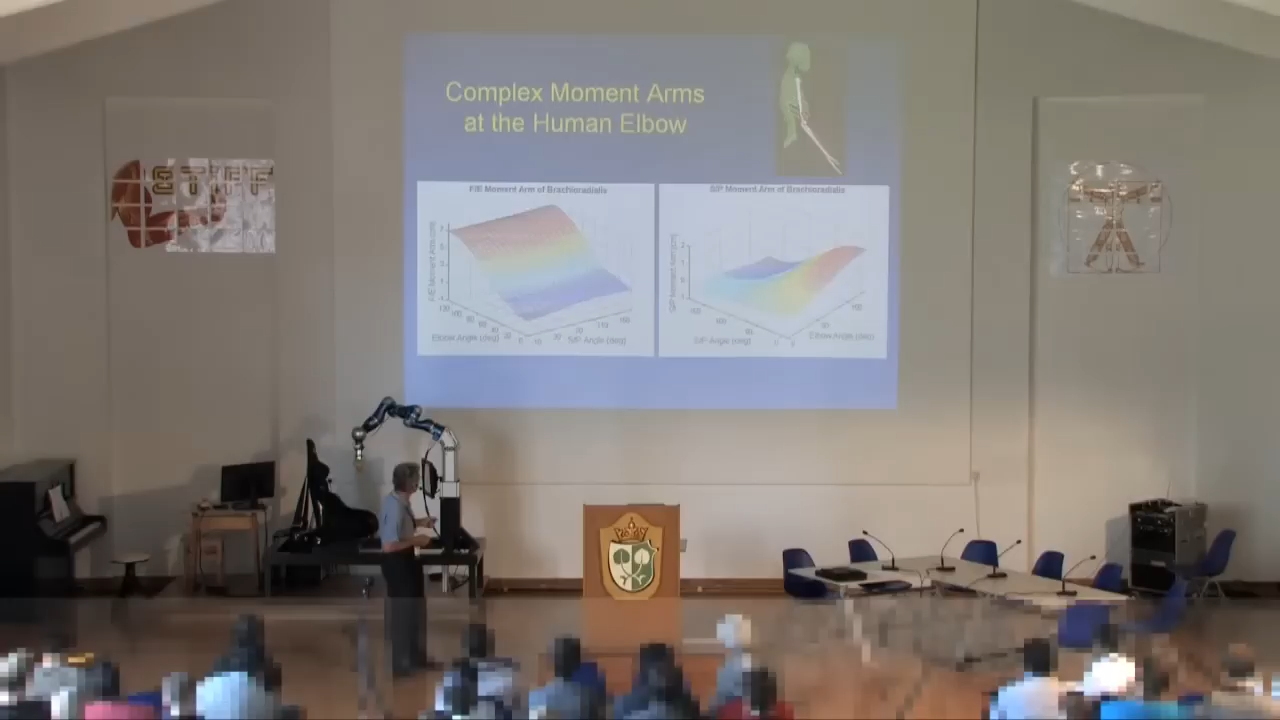 Complex Moment Arms
at the Human Elbow
F/E Moment Arm of Brachioradialis
S/P Moment Arm of Brachioradialis
Elbow Angle (deg)
S/P Angle (deg)
S/P Angle (deg)
Elbow Angle (deg)